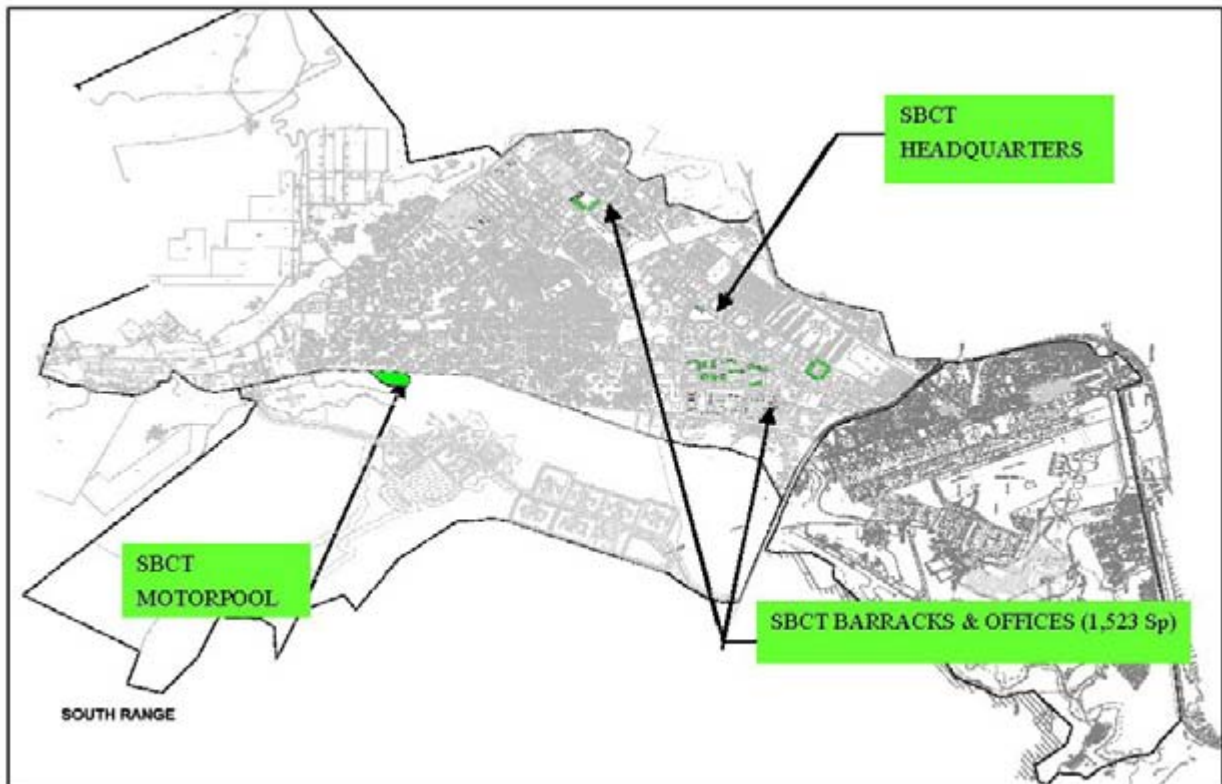 SBCT
HEADQUARTERS
SBCT
MOTORPOOL
SBCT BARRACKS & OFFICES (1,523 Sp)
SOUTH RANGE